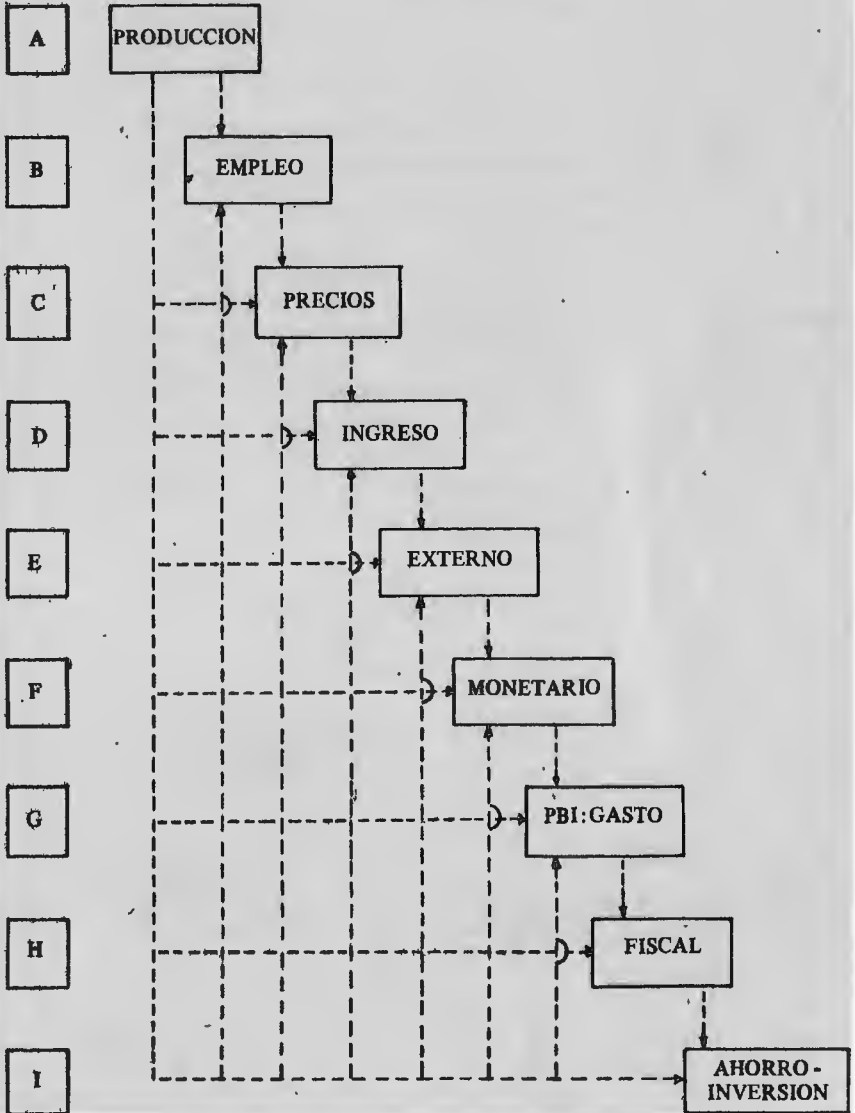 A
PRODUCCION
B
EMPLEO
C
PRECIOS
D
INGRESO
E
EXTERNO
F
MONETARIO
G
PBI:GASTO
H
FISCAL
I
AHORRO-
INVERSION